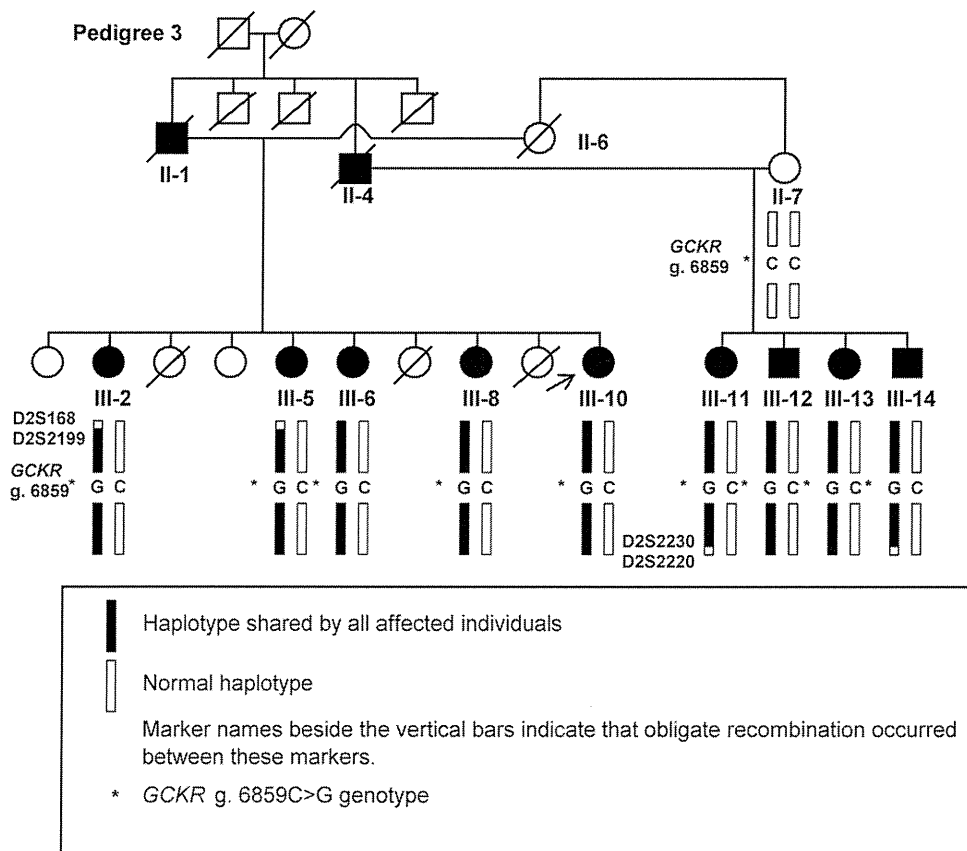 Pedigree 3
II-1
II-4
II-6
II-7
GCKR
g. 6859
*
C C
III-2
III-5
III-6
III-8
III-10
III-11
III-12
III-13
III-14
D2S168
D2S2199
GCKR
g. 6859
* G C * G C * G C * G C * G C * G C * G C * G C * G C
D2S2230
D2S2220
Haplotype shared by all affected individuals
Normal haplotype
Marker names beside the vertical bars indicate that obligate recombination occurred
between these markers.
* GCKR g. 6859C>G genotype